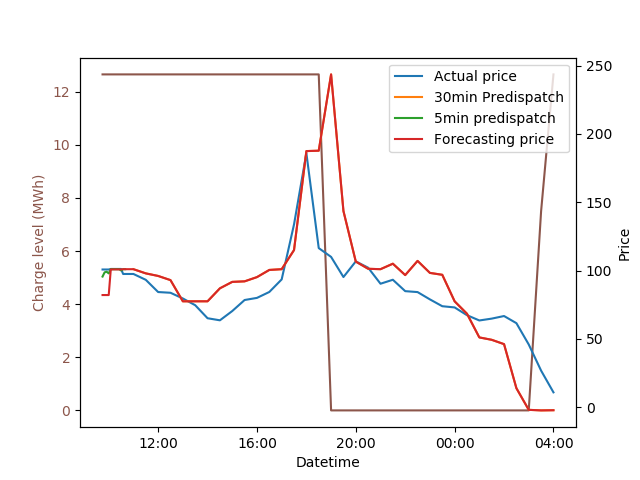 Actual price
30min Predispatch
5min predispatch
Forecasting price
Charge level (MWh)
12
10
8
6
4
2
0
250
200
150
100
50
0
Price
12:00 16:00 20:00 00:00 04:00
Datetime